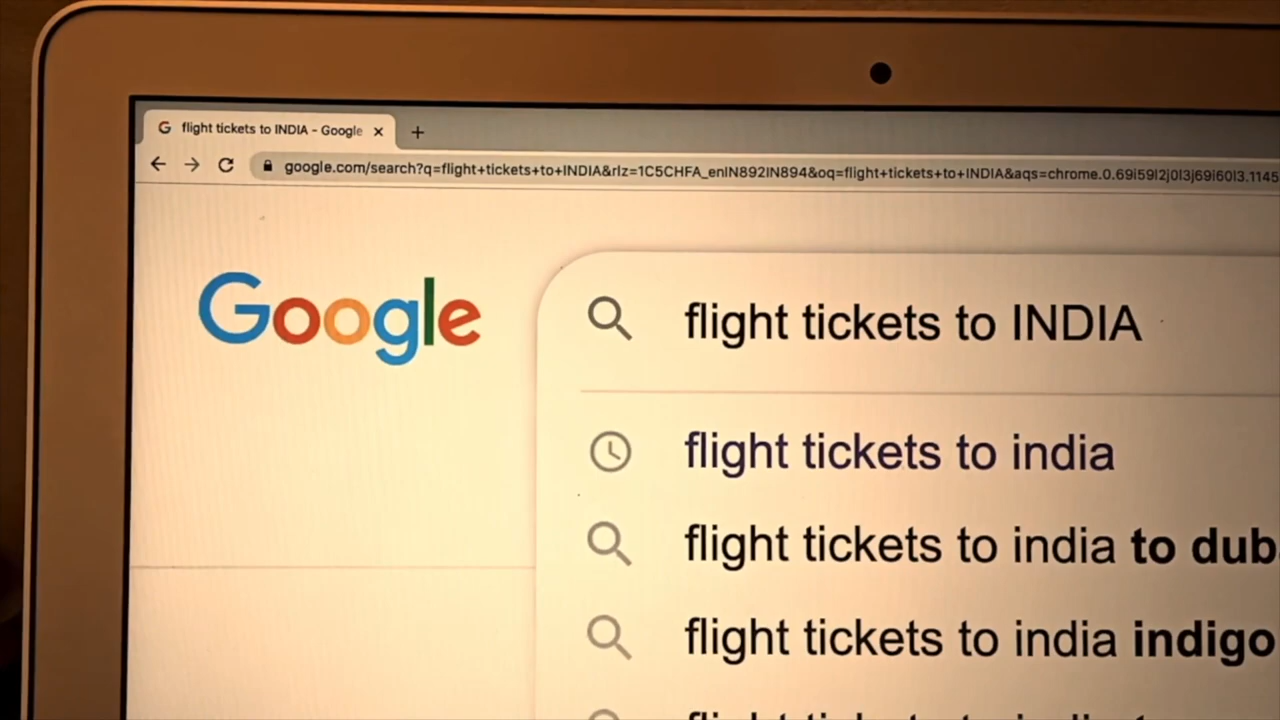 flight tickets to INDIA - Google
google.com/search?q=flight+tickets+to+INDIA&rlz=1C5CHFA_enIN892IN894&oq=flight+tickets+to+INDIA&aqs=chrome.0.69i59l2j0l3j69i60l3.1145
Google
flight tickets to INDIA
flight tickets to india
flight tickets to india to dub
flight tickets to india indigo